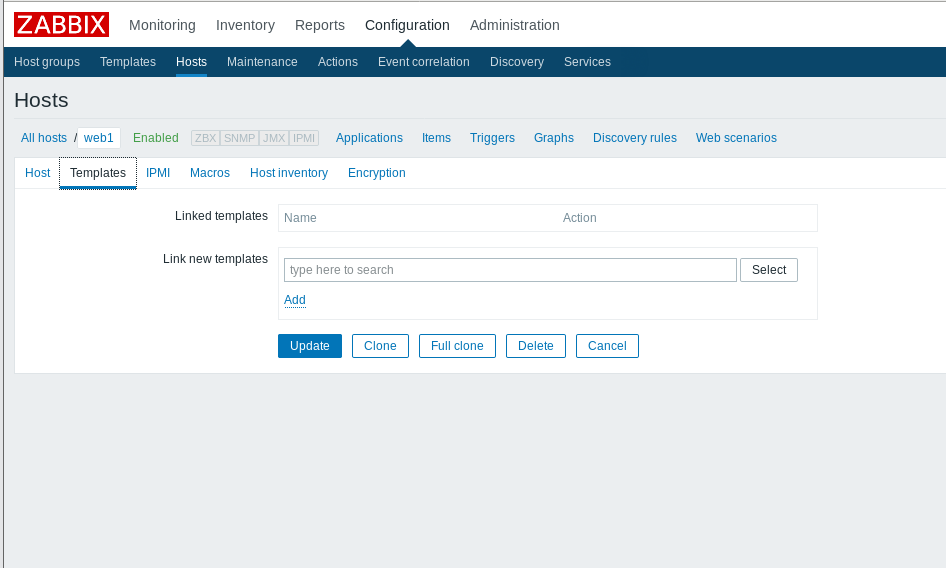 ZABBIX Monitoring Inventory Reports Configuration Administration
Host groups Templates Hosts Maintenance Actions Event correlation Discovery Services
Hosts
All hosts / web1 Enabled ZBX SNMP JMX IPMI Applications Items Triggers Graphs Discovery rules Web scenarios
Host Templates IPMI Macros Host inventory Encryption
Linked templates Name Action
Link new templates
type here to search Select
Add
Update Clone Full clone Delete Cancel